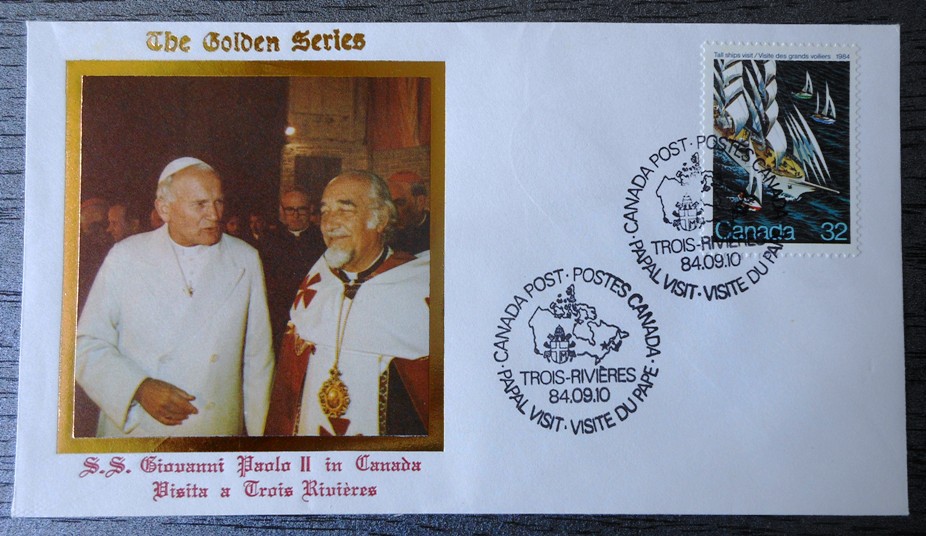 The Golden Series
Tall ships visit / Visite des grands voiliers 1984
Canada 32
CANADA POST · POSTES CANADA
TROIS-RIVIÈRES
84.09.10
PAPAL VISIT · VISITE DU PAPE
CANADA POST · POSTES CANADA
TROIS-RIVIÈRES
84.09.10
PAPAL VISIT · VISITE DU PAPE
S.S. Giovanni Paolo II in Canada
Visita a Trois Rivières